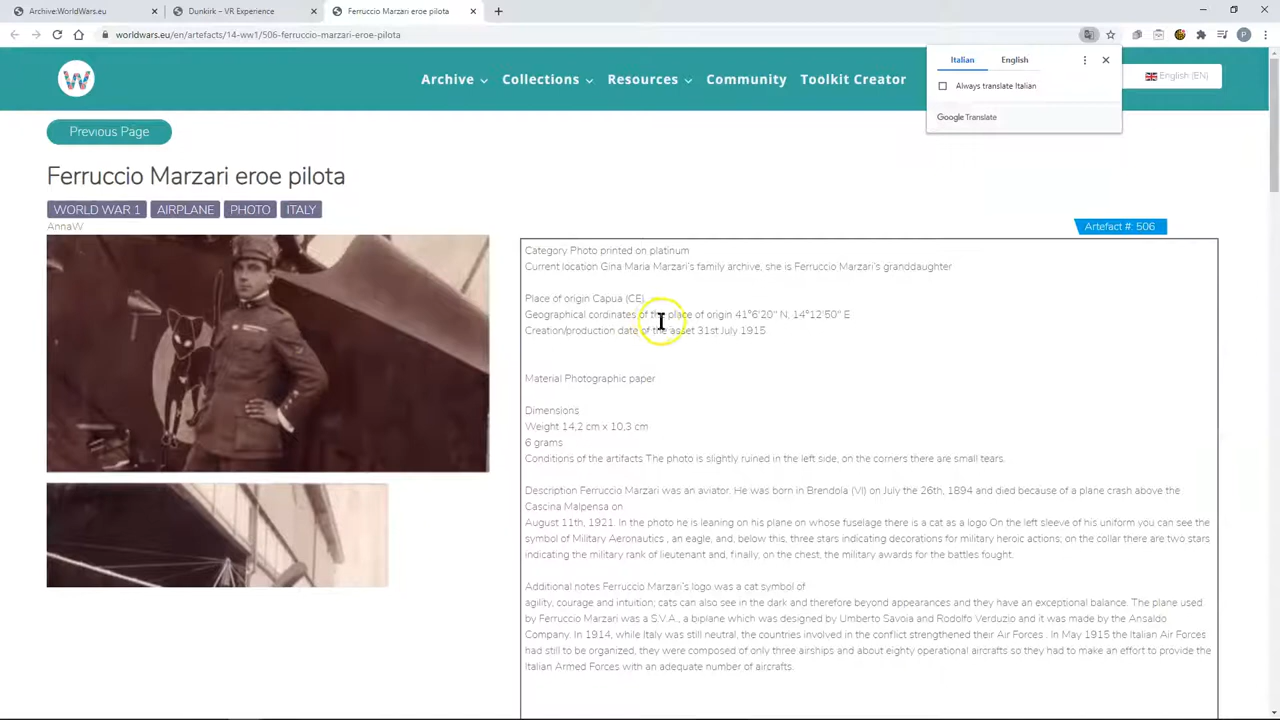 Archive:WorldWars.eu
Dunkirk – VR Experience
Ferruccio Marzari eroe pilota
worldwars.eu/en/artefacts/14-ww1/506-ferruccio-marzari-eroe-pilota
P
Italian
English
Always translate Italian
Google Translate
W
Archive
Collections
Resources
Community
Toolkit Creator
English (EN)
Previous Page
Ferruccio Marzari eroe pilota
WORLD WAR 1
AIRPLANE
PHOTO
ITALY
AnnaW
Artefact #: 506
Category Photo printed on platinum
Current location Gina Maria Marzari's family archive, she is Ferruccio Marzari's granddaughter
Place of origin Capua (CE)
Geographical cordinates of the place of origin 41°6'20'' N, 14°12'50'' E
Creation/production date of the asset 31st July 1915
Material Photographic paper
Dimensions
Weight 14,2 cm x 10,3 cm
6 grams
Conditions of the artifacts The photo is slightly ruined in the left side, on the corners there are small tears.
Description Ferruccio Marzari was an aviator. He was born in Brendola (VI) on July the 26th, 1894 and died because of a plane crash above the
Cascina Malpensa on
August 11th, 1921. In the photo he is leaning on his plane on whose fuselage there is a cat as a logo On the left sleeve of his uniform you can see the
symbol of Military Aeronautics , an eagle, and, below this, three stars indicating decorations for military heroic actions; on the collar there are two stars
indicating the military rank of lieutenant and, finally, on the chest, the military awards for the battles fought.
Additional notes Ferruccio Marzari's logo was a cat symbol of
agility, courage and intuition; cats can also see in the dark and therefore beyond appearances and they have an exceptional balance. The plane used
by Ferruccio Marzari was a S.V.A., a biplane which was designed by Umberto Savoia and Rodolfo Verduzio and it was made by the Ansaldo
Company. In 1914, while Italy was still neutral, the countries involved in the conflict strengthened their Air Forces . In May 1915 the Italian Air Forces
had still to be organized, they were composed of only three airships and about eighty operational aircrafts so they had to make an effort to provide the
Italian Armed Forces with an adequate number of aircrafts.